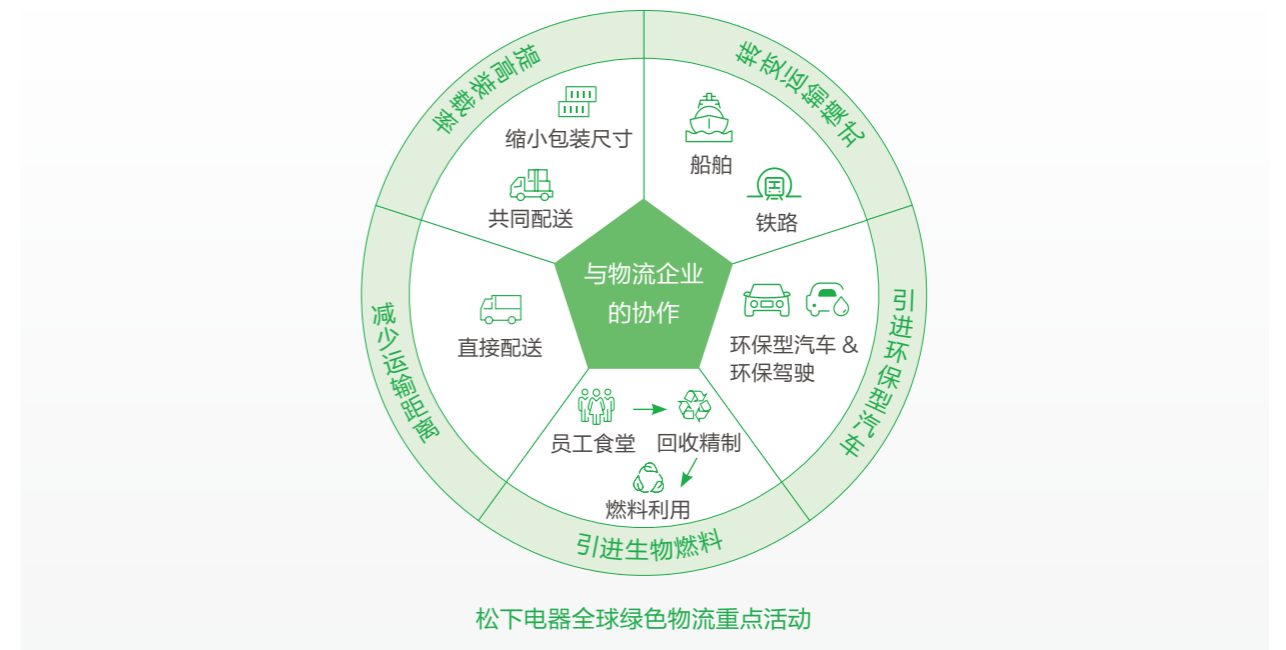 提高装载率
转变运输模式
缩小包装尺寸
船舶
共同配送
铁路
与物流企业
的协作
减少运输距离
直接配送
环保型汽车 &
环保驾驶
引进环保型汽车
员工食堂
回收精制
燃料利用
引进生物燃料
松下电器全球绿色物流重点活动